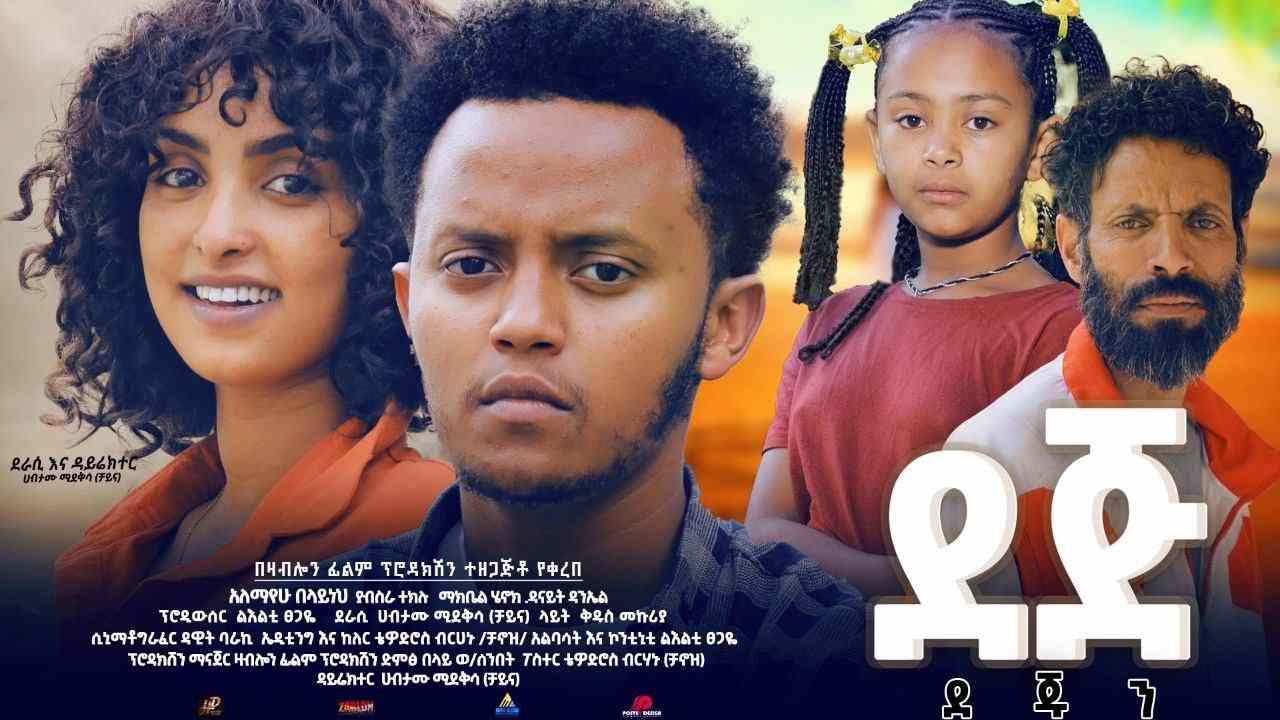 ደራሲ እና ዳይሬክተር
ሀብታሙ ሚደቅሳ (ቻይና)
ደጅ
ደ ጁ ን
በዛብሎን ፊልም ፕሮዳክሽን ተዘጋጅቶ የቀረበ
አለማየሁ በላይነህ ያብስራ ተክሉ ማክቤል ሄኖክ .ዳናይት ዳንኤል
ፕሮዲውሰር ልእልቲ ፀጋዬ ደራሲ ሀብታሙ ሚደቅሳ (ቻይና) ላይት ቅዱስ መኩሪያ
ሲኒማቶግራፈር ዳዊት ባራኪ ኤዲቲንግ እና ከለር ቴዎድሮስ ብርሀኑ /ቻኖዝ/ አልባሳት እና ኮንቲኒቲ ልእልቲ ፀጋዬ
ፕሮዳክሽን ማናጀር ዛብሎን ፊልም ፕሮዳክሽን ድምፅ በላይ ወ/ሰንበት ፖስተር ቴዎድሮስ ብርሃኑ (ቻኖዝ)
ዳይሬክተር ሀብታሙ ሚደቅሳ (ቻይና)